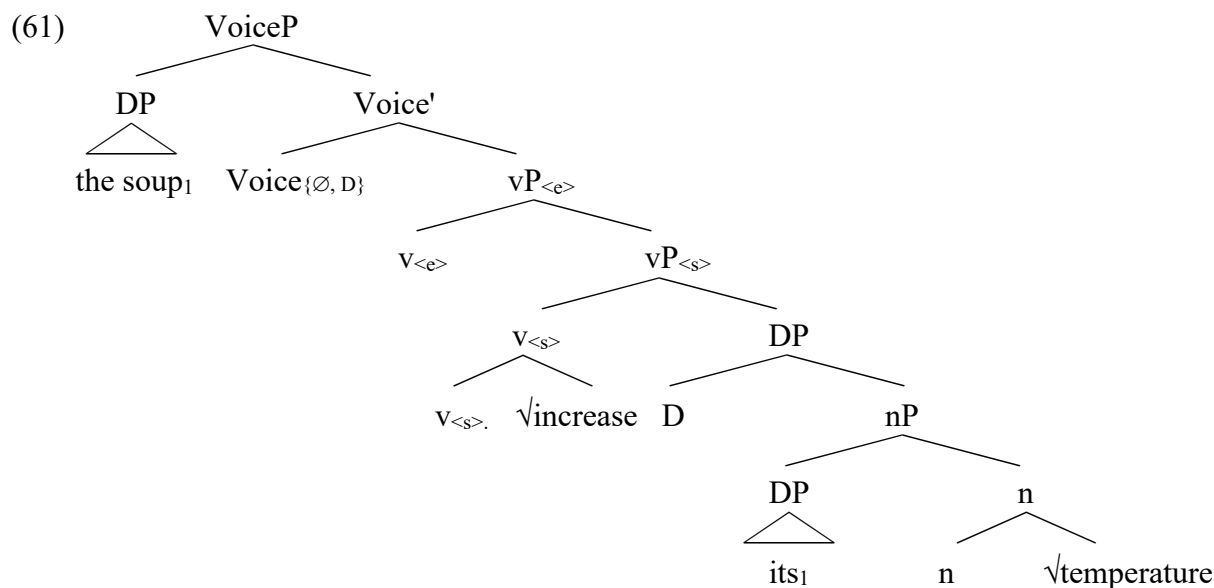 (61) VoiceP
DP Voice'
the soup₁ Voice{∅, D} vP<e>
v<e> vP<s>
v<s> DP
v<s>. √increase D nP
DP n
its₁ n √temperature